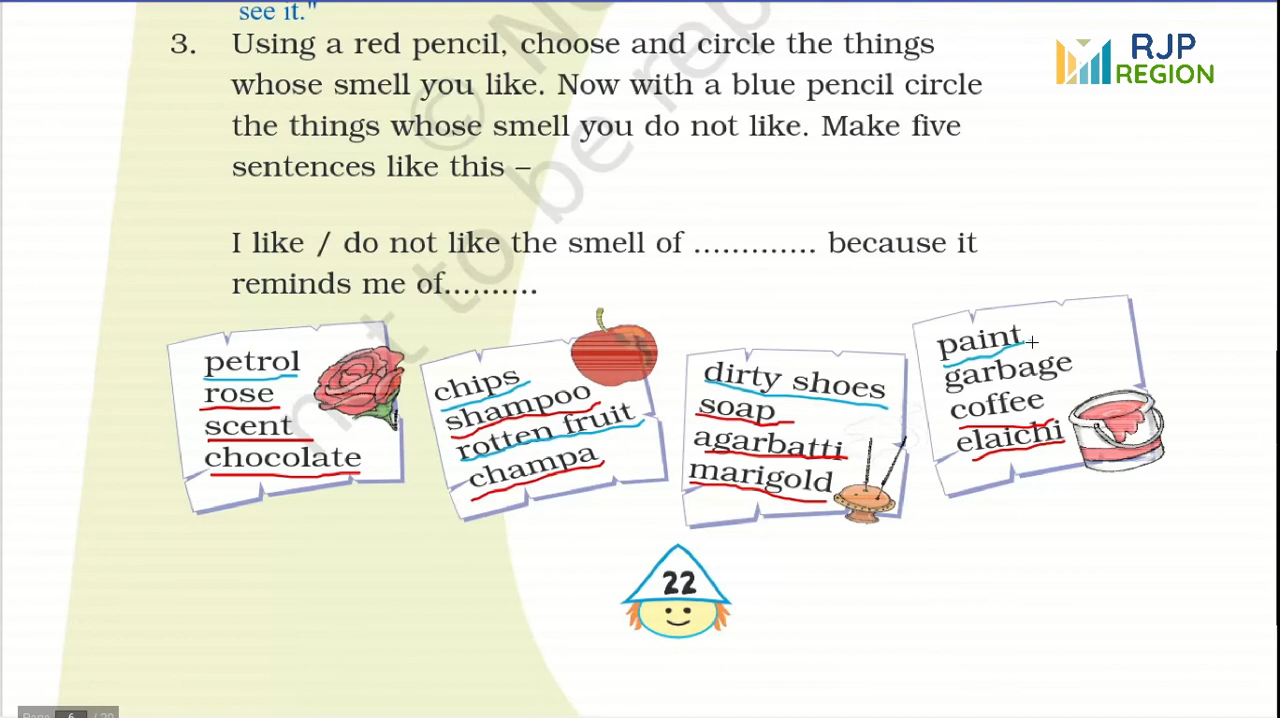 see it."
3. Using a red pencil, choose and circle the things
whose smell you like. Now with a blue pencil circle
the things whose smell you do not like. Make five
sentences like this –
I like / do not like the smell of ............. because it
reminds me of..........
petrol
rose
scent
chocolate
chips
shampoo
rotten fruit
champa
dirty shoes
soap
agarbatti
marigold
paint
garbage
coffee
elaichi
22
RJP
REGION
Page 6 / 20